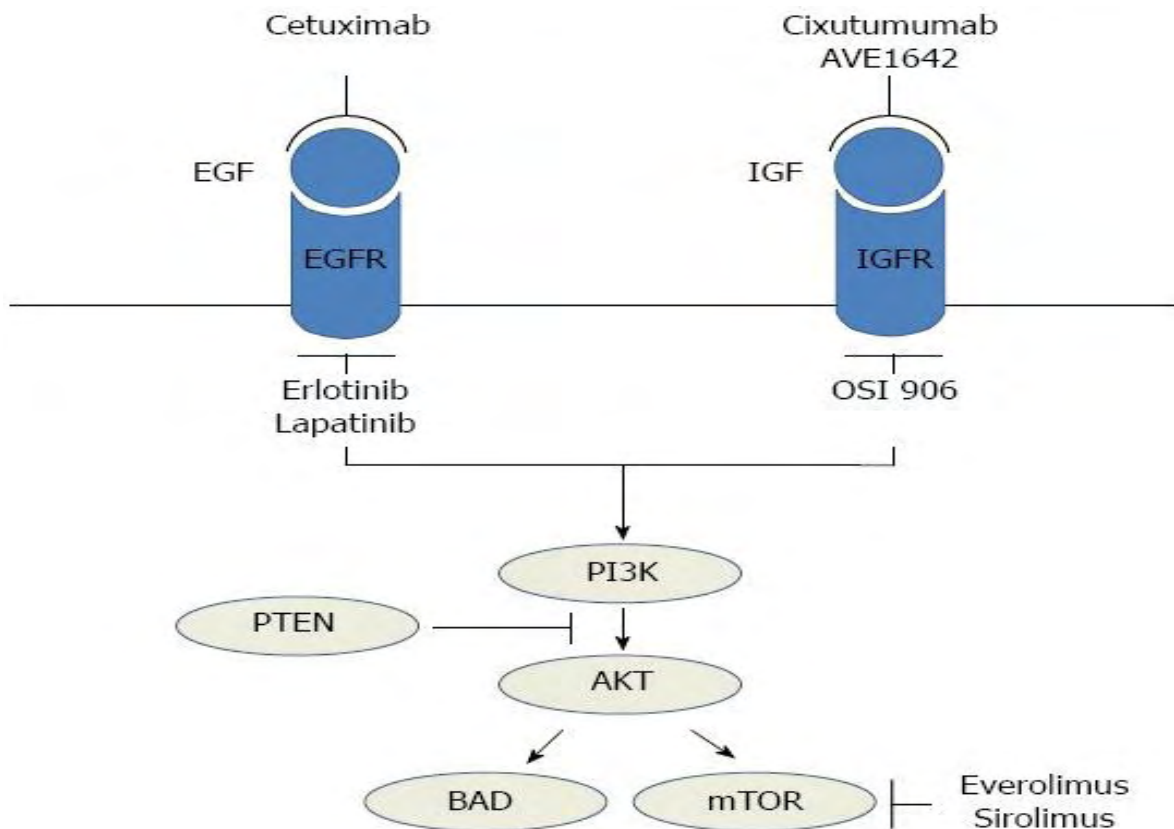 Cetuximab
Cixutumumab
AVE1642
EGF
IGF
EGFR
IGFR
Erlotinib
Lapatinib
OSI 906
PI3K
PTEN
AKT
BAD
mTOR
Everolimus
Sirolimus